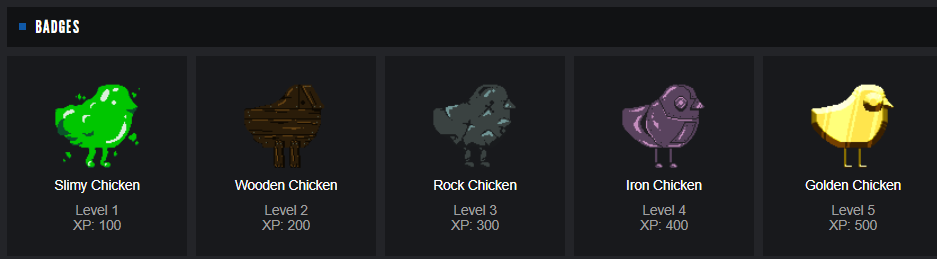 BADGES
Slimy Chicken
Level 1
XP: 100
Wooden Chicken
Level 2
XP: 200
Rock Chicken
Level 3
XP: 300
Iron Chicken
Level 4
XP: 400
Golden Chicken
Level 5
XP: 500